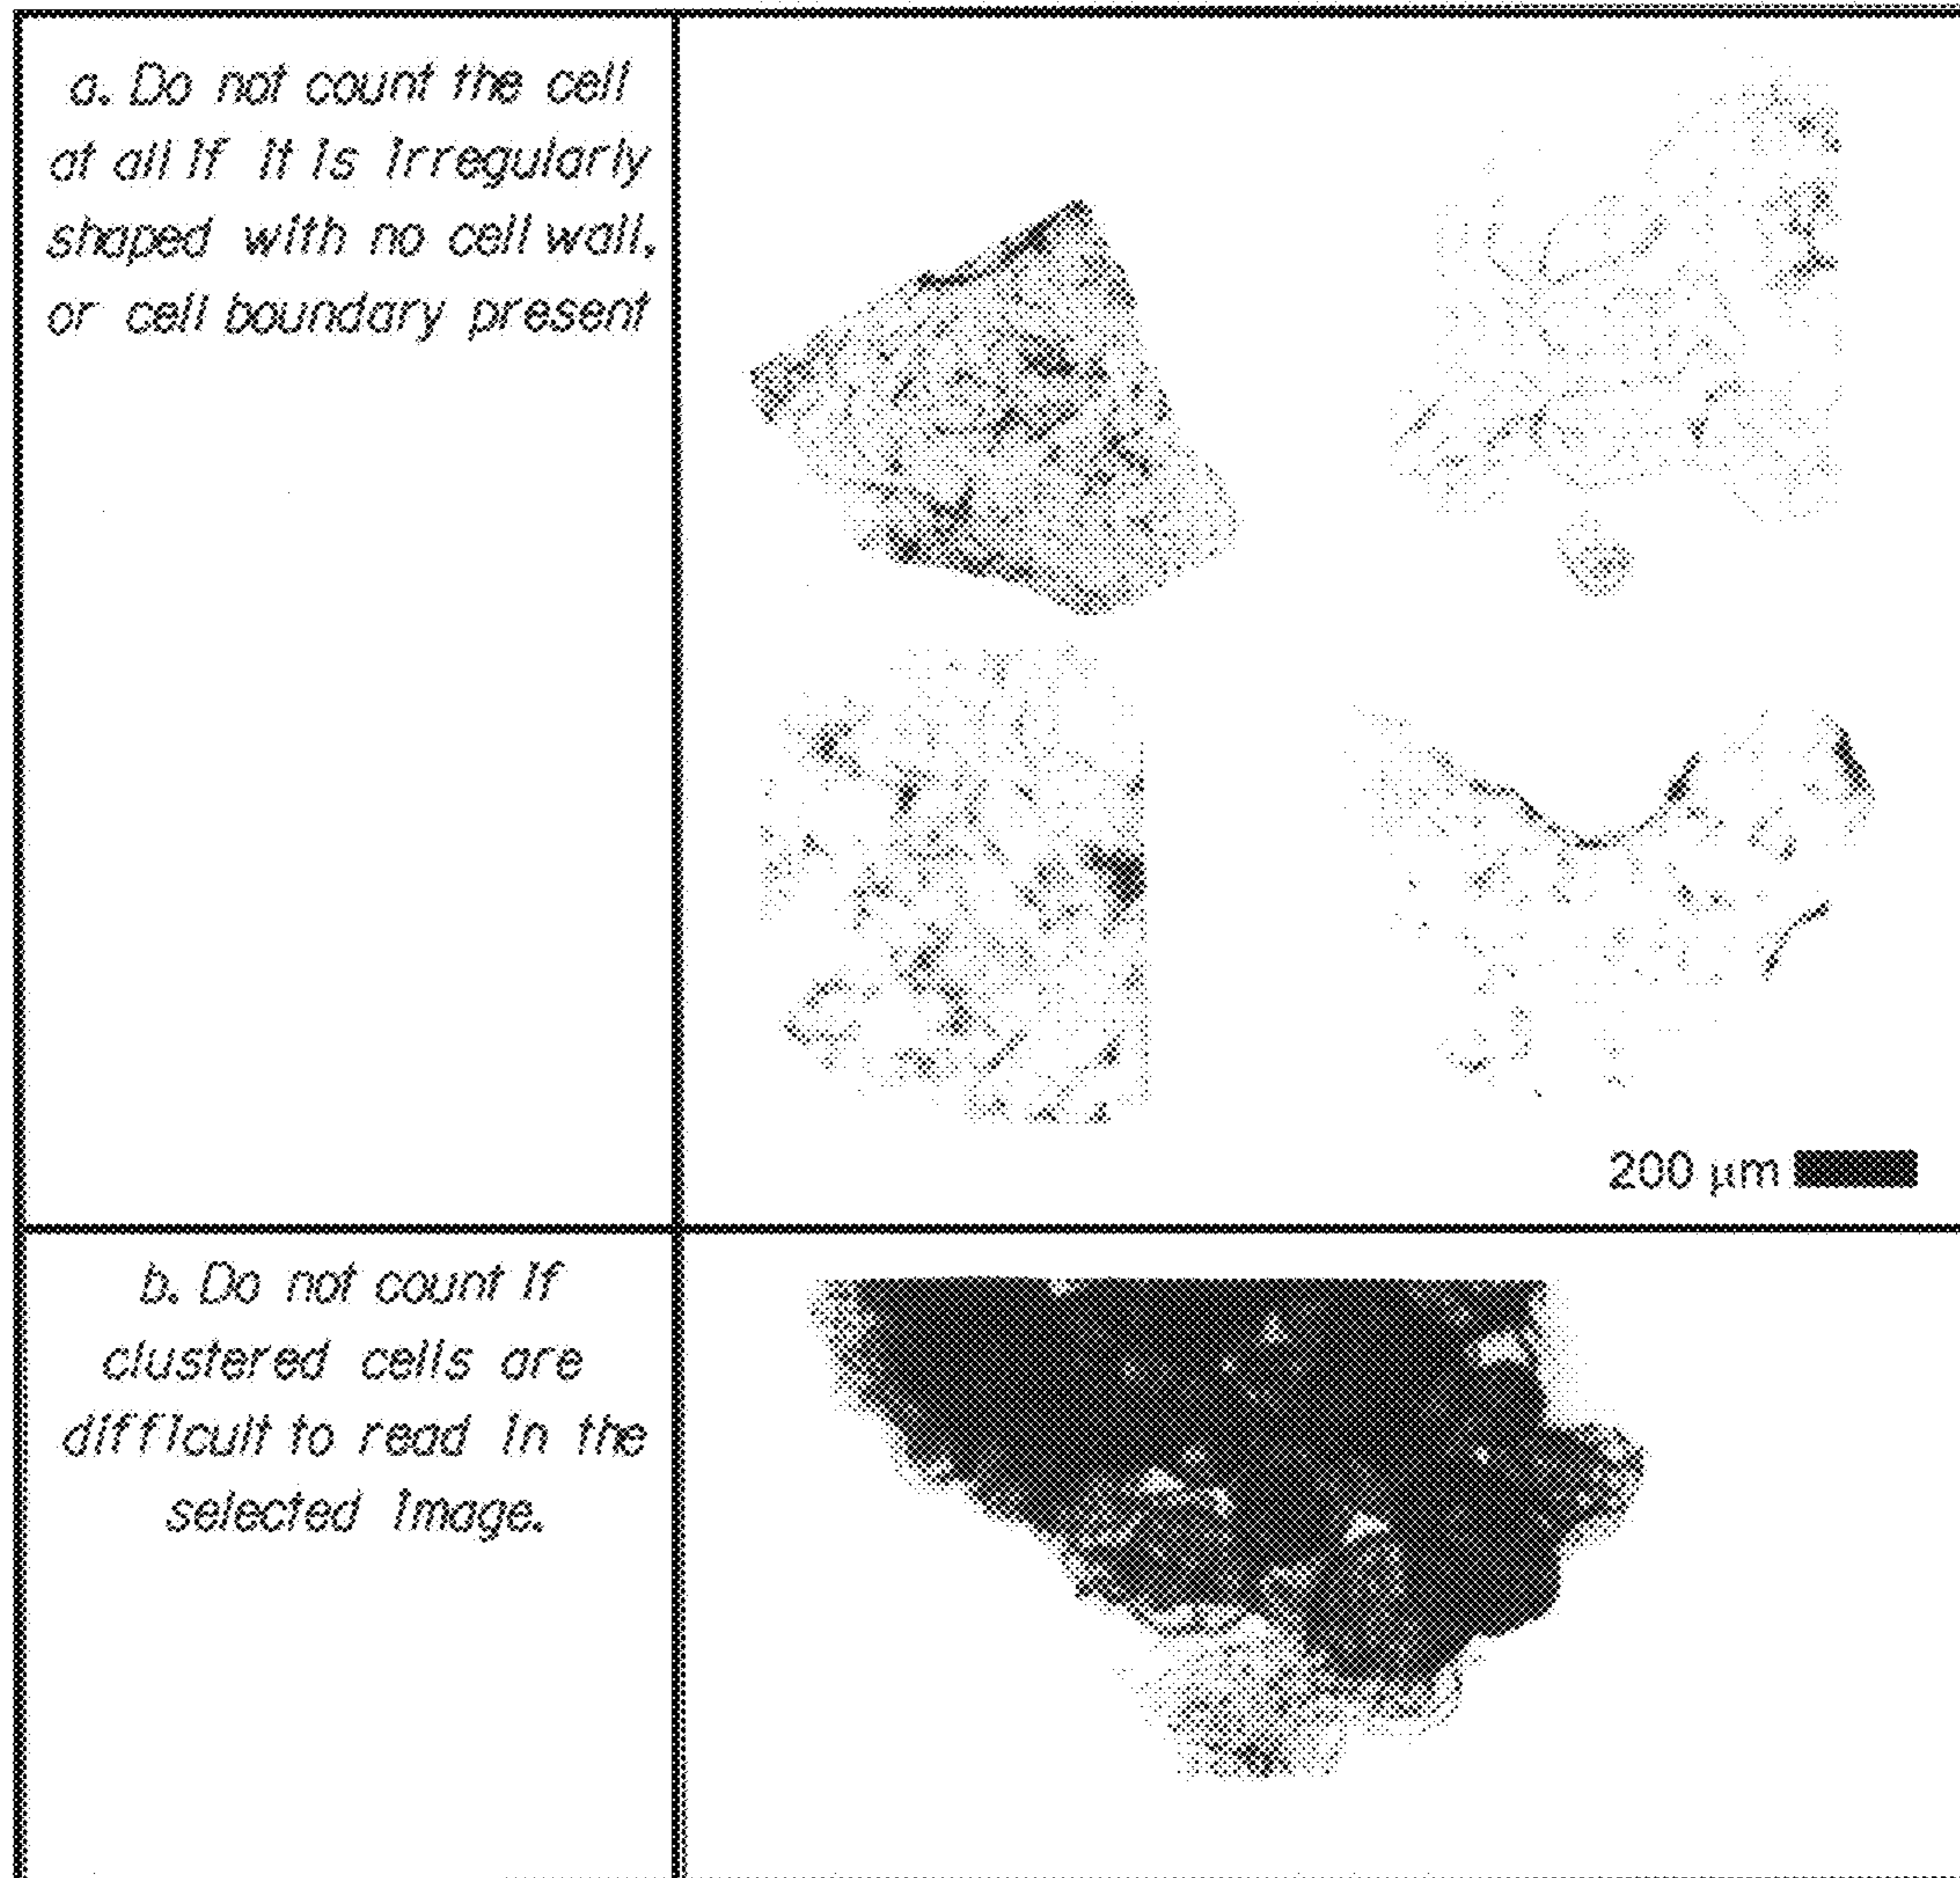 a. Do not count the cell
at all if it is irregularly
shaped with no cell wall,
or cell boundary present
200 μm
b. Do not count if
clustered cells are
difficult to read in the
selected image.